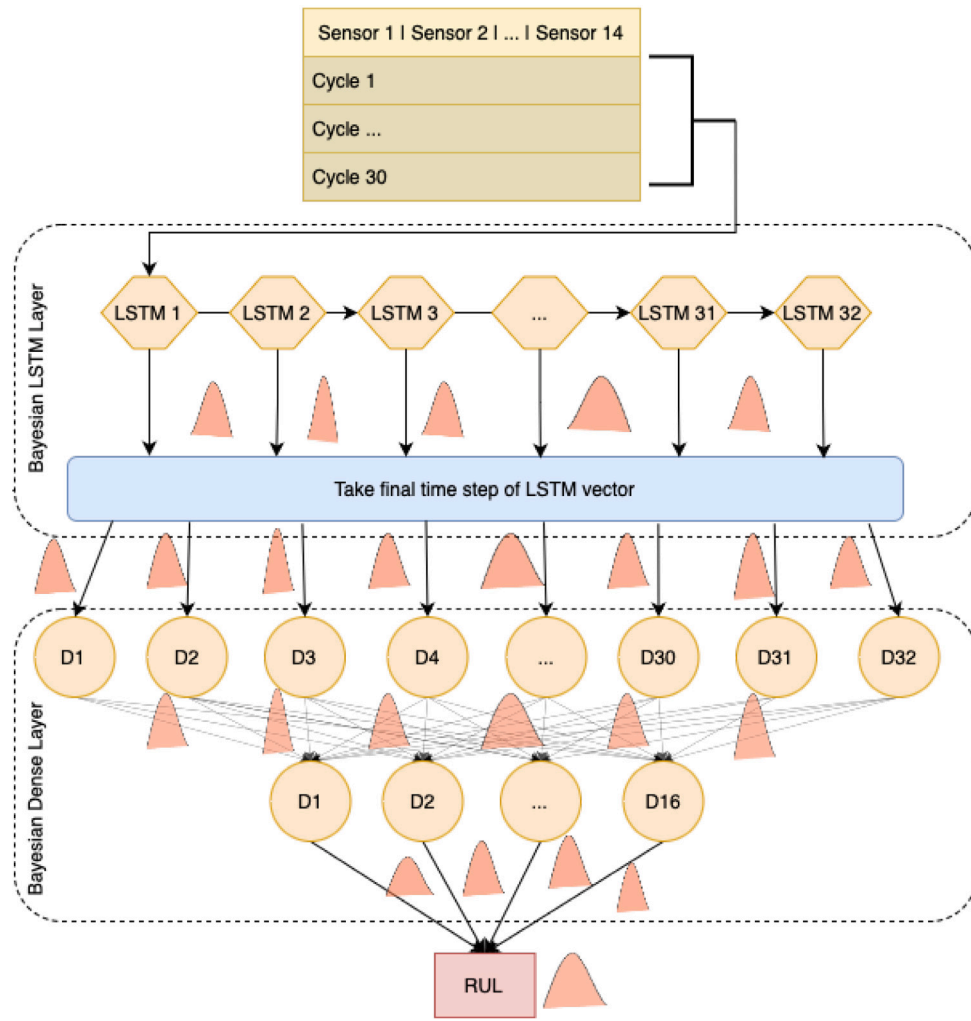 Sensor 1 | Sensor 2 | ... | Sensor 14
Cycle 1
Cycle ...
Cycle 30
Bayesian LSTM Layer
LSTM 1
LSTM 2
LSTM 3
...
LSTM 31
LSTM 32
Take final time step of LSTM vector
Bayesian Dense Layer
D1
D2
D3
D4
...
D30
D31
D32
D1
D2
...
D16
RUL